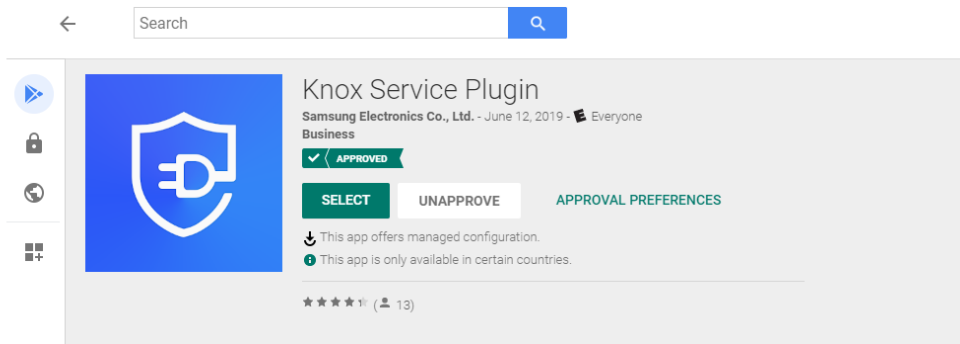 Search
Knox Service Plugin
Samsung Electronics Co., Ltd. - June 12, 2019 - E Everyone
Business
APPROVED
SELECT UNAPPROVE APPROVAL PREFERENCES
This app offers managed configuration.
This app is only available in certain countries.
( 13)